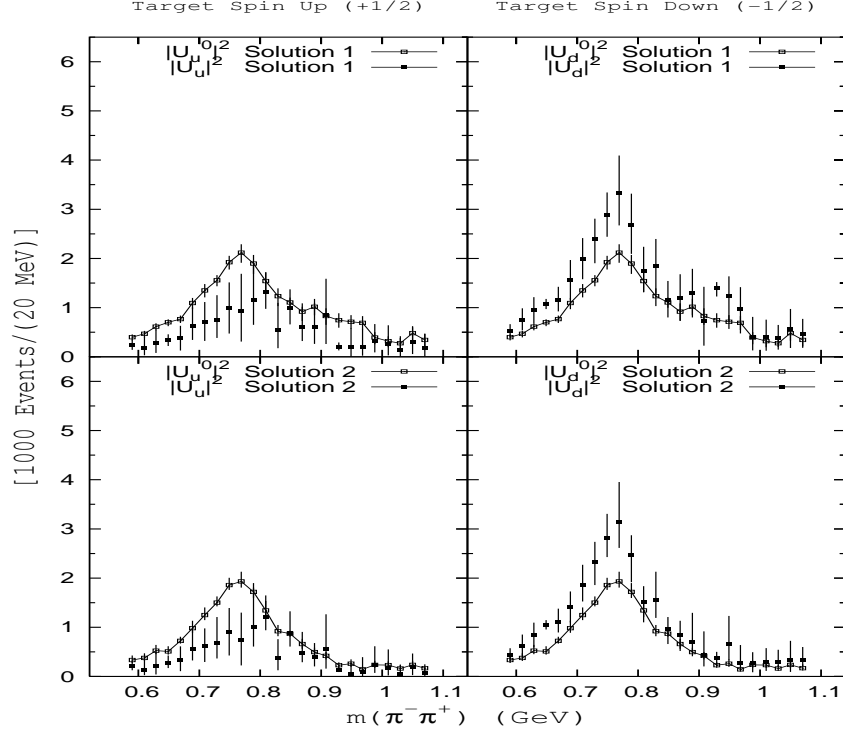 Target Spin Up (+1/2)
Target Spin Down (−1/2)
|U_u^0|^2 Solution 1
|U_u|^2 Solution 1
|U_d^0|^2 Solution 1
|U_d|^2 Solution 1
6
5
4
3
2
1
0
|U_u^0|^2 Solution 2
|U_u|^2 Solution 2
|U_d^0|^2 Solution 2
|U_d|^2 Solution 2
6
5
4
3
2
1
0
[1000 Events/(20 MeV)]
0.6 0.7 0.8 0.9 1 1.1
0.6 0.7 0.8 0.9 1 1.1
m(π⁻π⁺) (GeV)